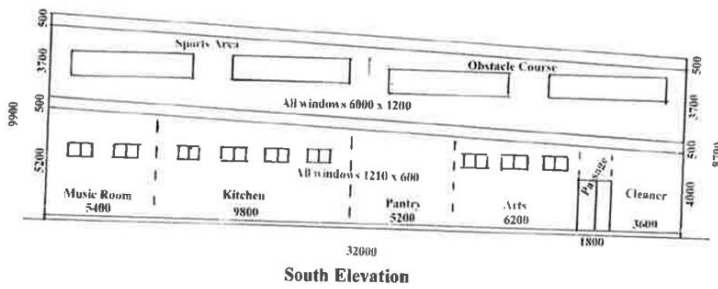 500
500
Sports Area
Obstacle Course
3700
3700
All windows 6000 x 1200
500
500
9900
8700
5200
4000
All windows 1210 x 600
Passage
Music Room
Kitchen
Pantry
Arts
Cleaner
5400
9800
5200
6200
3600
1800
32000
South Elevation